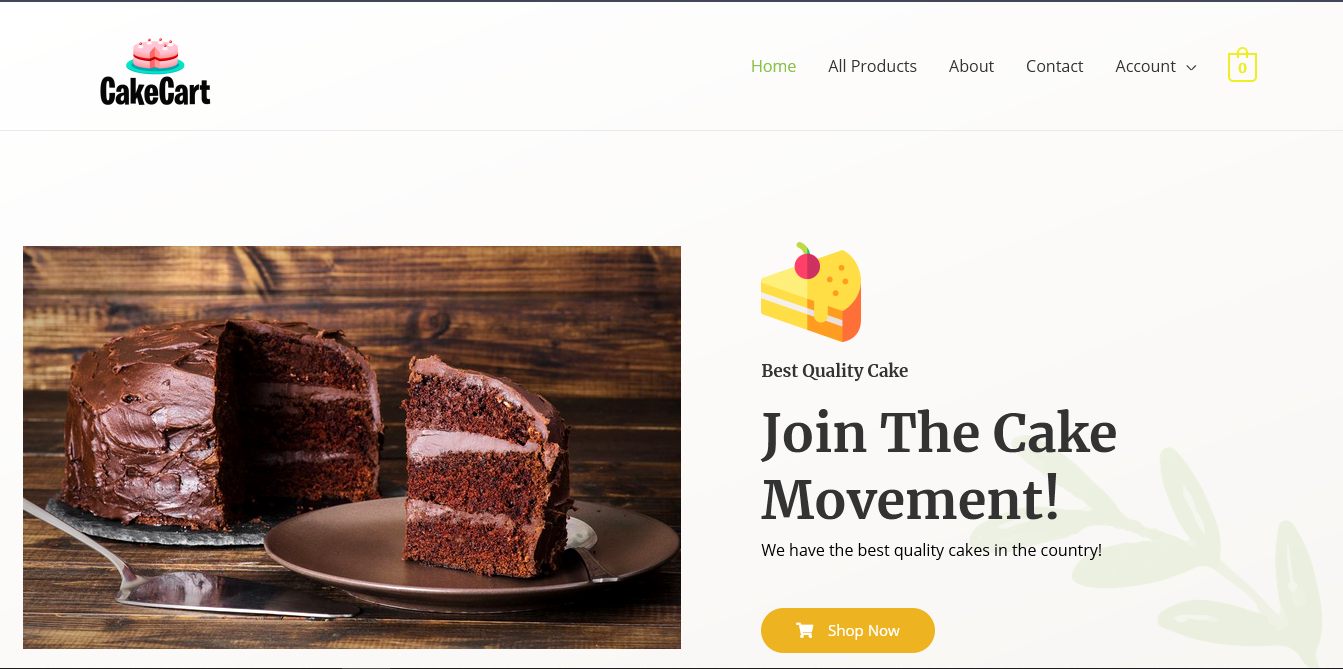 CakeCart
Home All Products About Contact Account 0
Best Quality Cake
Join The Cake
Movement!
We have the best quality cakes in the country!
Shop Now